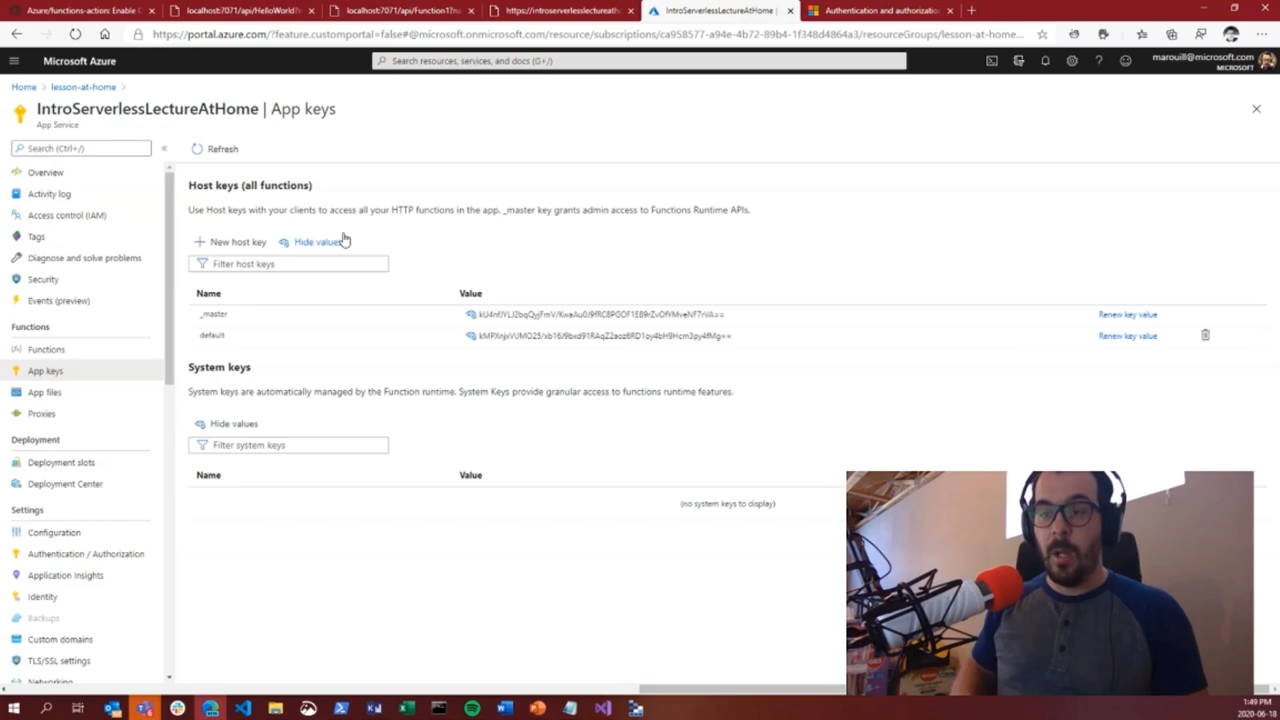 Azure/functions-action: Enable C
localhost:7071/api/HelloWorld?
localhost:7071/api/Function1?na
https://introserverlesslectureath
IntroServerlessLectureAtHome |
Authentication and authorizatio
https://portal.azure.com/?feature.customportal=false#@microsoft.onmicrosoft.com/resource/subscriptions/ca958577-a94e-4b72-89b4-1f348d4864a3/resourceGroups/lesson-at-home...
Microsoft Azure
Search resources, services, and docs (G+/)
marouill@microsoft.com
MICROSOFT
Home > lesson-at-home >
IntroServerlessLectureAtHome | App keys
App Service
Search (Ctrl+/)
«
Refresh
Overview
Activity log
Access control (IAM)
Tags
Diagnose and solve problems
Security
Events (preview)
Functions
Functions
App keys
App files
Proxies
Deployment
Deployment slots
Deployment Center
Settings
Configuration
Authentication / Authorization
Application Insights
Identity
Backups
Custom domains
TLS/SSL settings
Networking
Host keys (all functions)
Use Host keys with your clients to access all your HTTP functions in the app. _master key grants admin access to Functions Runtime APIs.
New host key
Hide values
Filter host keys
Name Value
_master
Renew key value
default
Renew key value
System keys
System keys are automatically managed by the Function runtime. System Keys provide granular access to functions runtime features.
Hide values
Filter system keys
Name Value
(no system keys to display)
1:49 PM
2020-06-18